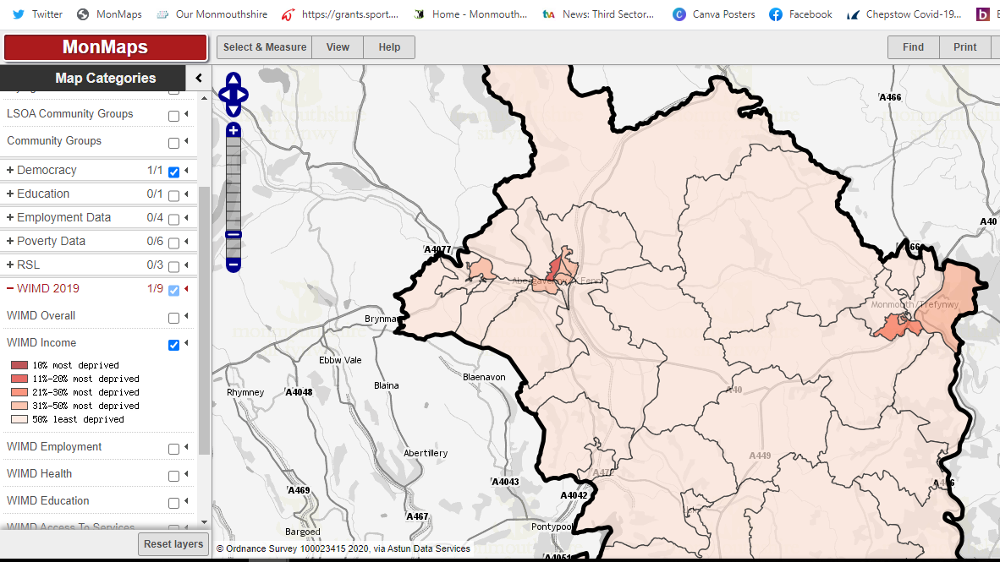 Twitter
MonMaps
Our Monmouthshire
https://grants.sport....
Home - Monmouth...
News: Third Sector...
Canva Posters
Facebook
Chepstow Covid-19...
MonMaps
Select & Measure
View
Help
Find
Print
Map Categories
LSOA Community Groups
Community Groups
+ Democracy 1/1
+ Education 0/1
+ Employment Data 0/4
+ Poverty Data 0/6
+ RSL 0/3
− WIMD 2019 1/9
WIMD Overall
WIMD Income
10% most deprived
11%-20% most deprived
21%-30% most deprived
31%-50% most deprived
50% least deprived
WIMD Employment
WIMD Health
WIMD Education
WIMD Access To Services
Reset layers
A466
A40
A4077
Abergavenny/Y Fenni
Monmouth/Trefynwy
Ebbw Vale
Blaenavon
Blaina
Rhymney
A4048
A40
Abertillery
A449
A4043
A469
A4042
A467
Pontypool
Bargoed
A4051
© Ordnance Survey 100023415 2020, via Astun Data Services